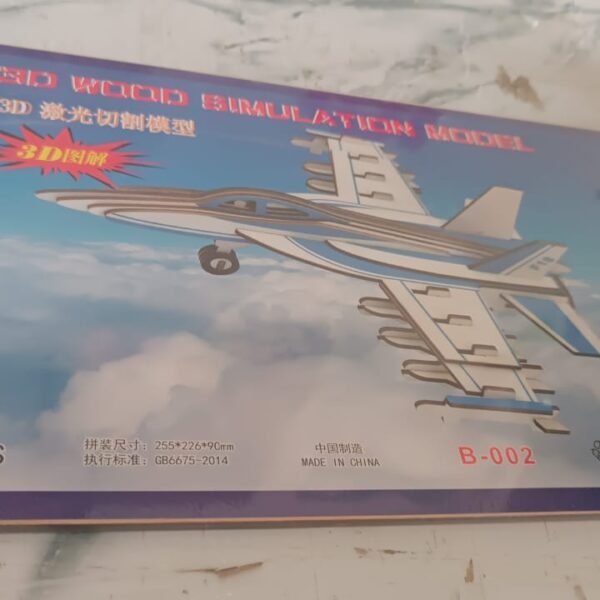 3D WOOD SIMULATION MODEL
3D 激光切割模型
3D图解
拼装尺寸: 255*226*90mm
执行标准: GB6675-2014
中国制造
MADE IN CHINA
B-002